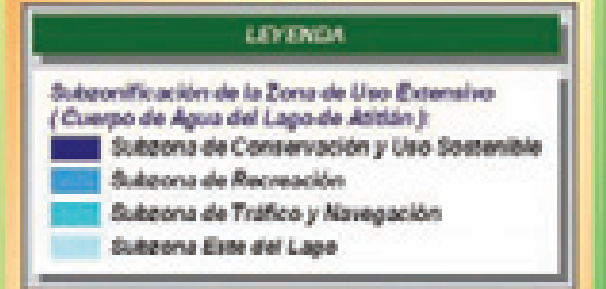 LEYENDA
Subzonificación de la Zona de Uso Extensivo
( Cuerpo de Agua del Lago de Atitlán ):
Subzona de Conservación y Uso Sostenible
Subzona de Recreación
Subzona de Tráfico y Navegación
Subzona Este del Lago